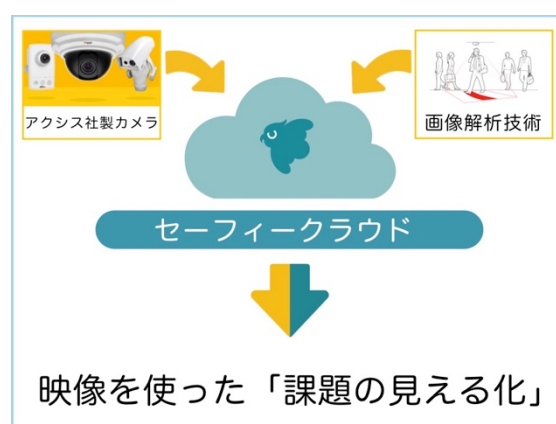 アクシス社製カメラ
画像解析技術
セーフィークラウド
映像を使った「課題の見える化」